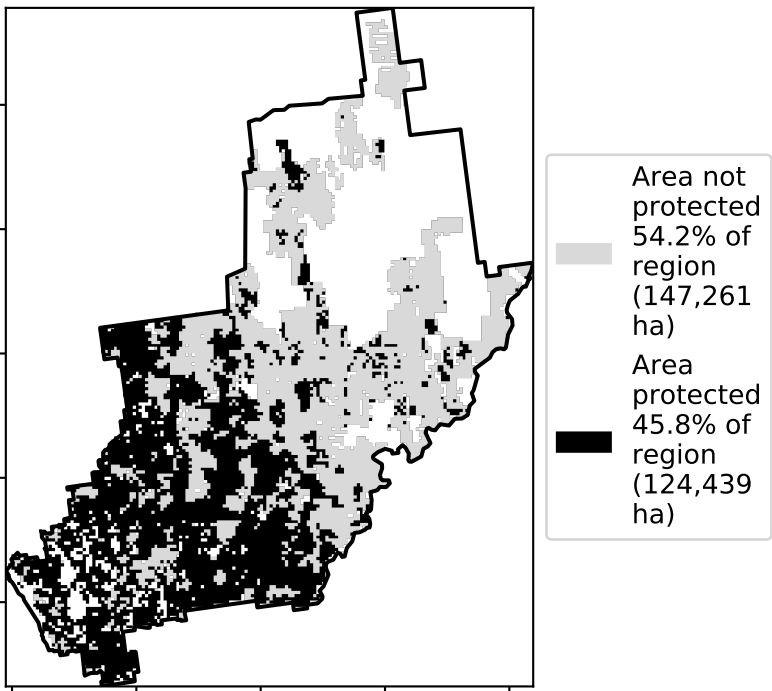 Area not
protected
54.2% of
region
(147,261
ha)
Area
protected
45.8% of
region
(124,439
ha)